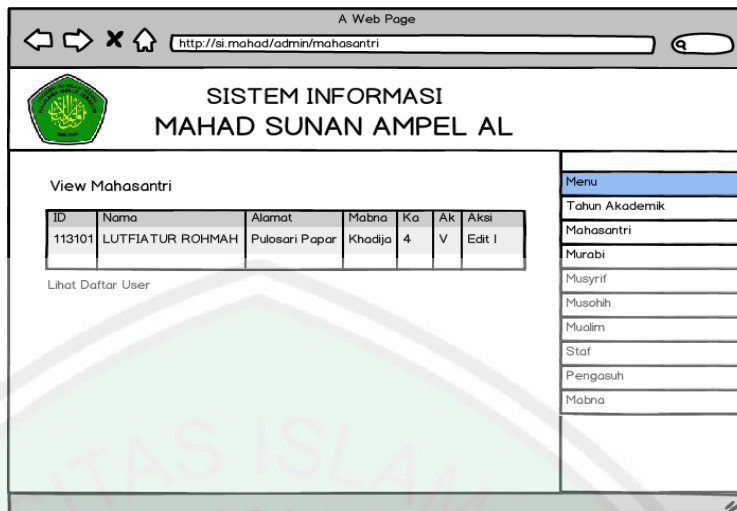 A Web Page
http://si.mahad/admin/mahasantri
SISTEM INFORMASI
MAHAD SUNAN AMPEL AL
View Mahasantri
ID Nama Alamat Mabna Ka Ak Aksi
113101 LUTFIATUR ROHMAH Pulosari Papar Khadija 4 V Edit I
Lihat Daftar User
Menu
Tahun Akademik
Mahasantri
Murabi
Musyrif
Musohih
Mualim
Staf
Pengasuh
Mabna
ITAS ISLAM